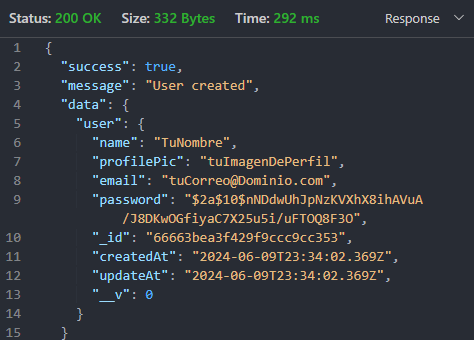 Status: 200 OK Size: 332 Bytes Time: 292 ms Response
1 {
2 "success": true,
3 "message": "User created",
4 "data": {
5 "user": {
6 "name": "TuNombre",
7 "profilePic": "tuImagenDePerfil",
8 "email": "tuCorreo@Dominio.com",
9 "password": "$2a$10$nNDdwUhJpNzKVXhX8ihAVuA
/J8DKwOGfiyaC7X25u5i/uFTOQ8F3O",
10 "_id": "66663bea3f429f9ccc9cc353",
11 "createdAt": "2024-06-09T23:34:02.369Z",
12 "updateAt": "2024-06-09T23:34:02.369Z",
13 "__v": 0
14 }
15 }